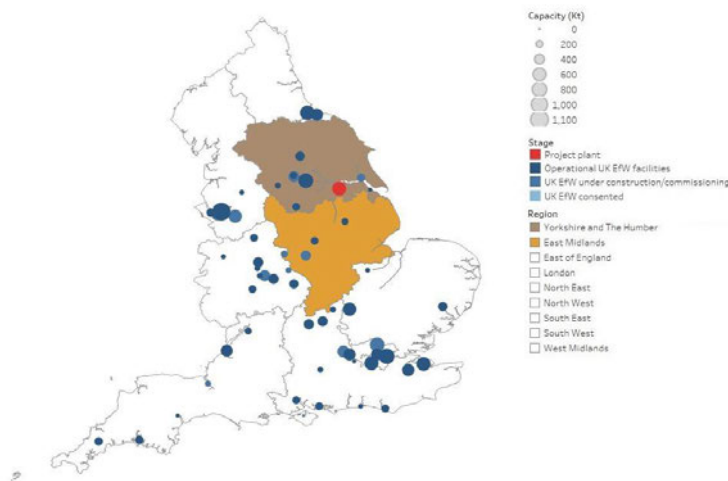 Capacity (Kt)
0
200
400
600
800
1,000
1,100
Stage
Project plant
Operational UK EfW facilities
UK EfW under construction/commissioning
UK EfW consented
Region
Yorkshire and The Humber
East Midlands
East of England
London
North East
North West
South East
South West
West Midlands